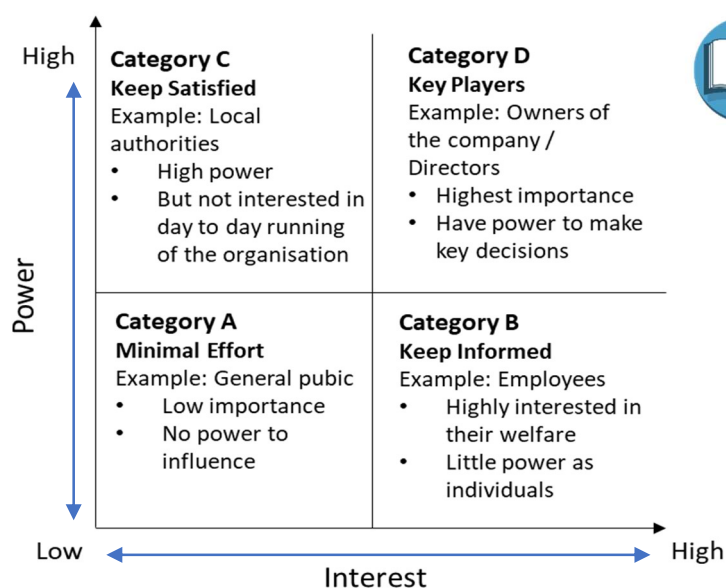 High
Category C
Keep Satisfied
Example: Local
authorities
• High power
• But not interested in
day to day running
of the organisation
Category D
Key Players
Example: Owners of
the company /
Directors
• Highest importance
• Have power to make
key decisions
Power
Category A
Minimal Effort
Example: General pubic
• Low importance
• No power to
influence
Category B
Keep Informed
Example: Employees
• Highly interested in
their welfare
• Little power as
individuals
Low
High
Interest